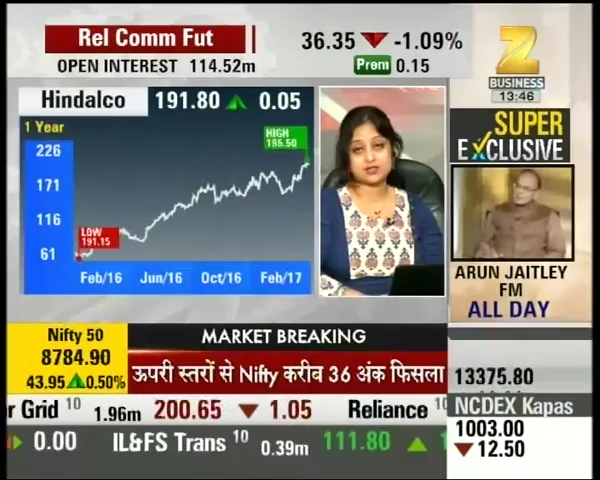 Rel Comm Fut
OPEN INTEREST 114.52m
36.35 -1.09%
Prem 0.15
Z
BUSINESS
13:46
Hindalco 191.80 0.05
1 Year
HIGH
195.50
226
171
116
61
LOW
191.15
Feb/16 Jun/16 Oct/16 Feb/17
SUPER
EXCLUSIVE
ARUN JAITLEY
FM
ALL DAY
Nifty 50
8784.90
43.95 0.50%
MARKET BREAKING
ऊपरी स्तरों से Nifty करीब 36 अंक फिसला
13375.80
NCDEX Kapas
1003.00
12.50
r Grid 10 1.96m 200.65 1.05 Reliance 10
0.00 IL&FS Trans 10 0.39m 111.80 1